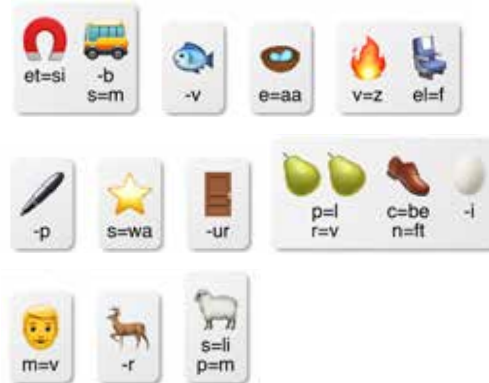 et=si -b
s=m
-v
e=aa
v=z el=f
-p
s=wa
-ur
p=l c=be -i
r=v n=ft
m=v
-r
s=li
p=m